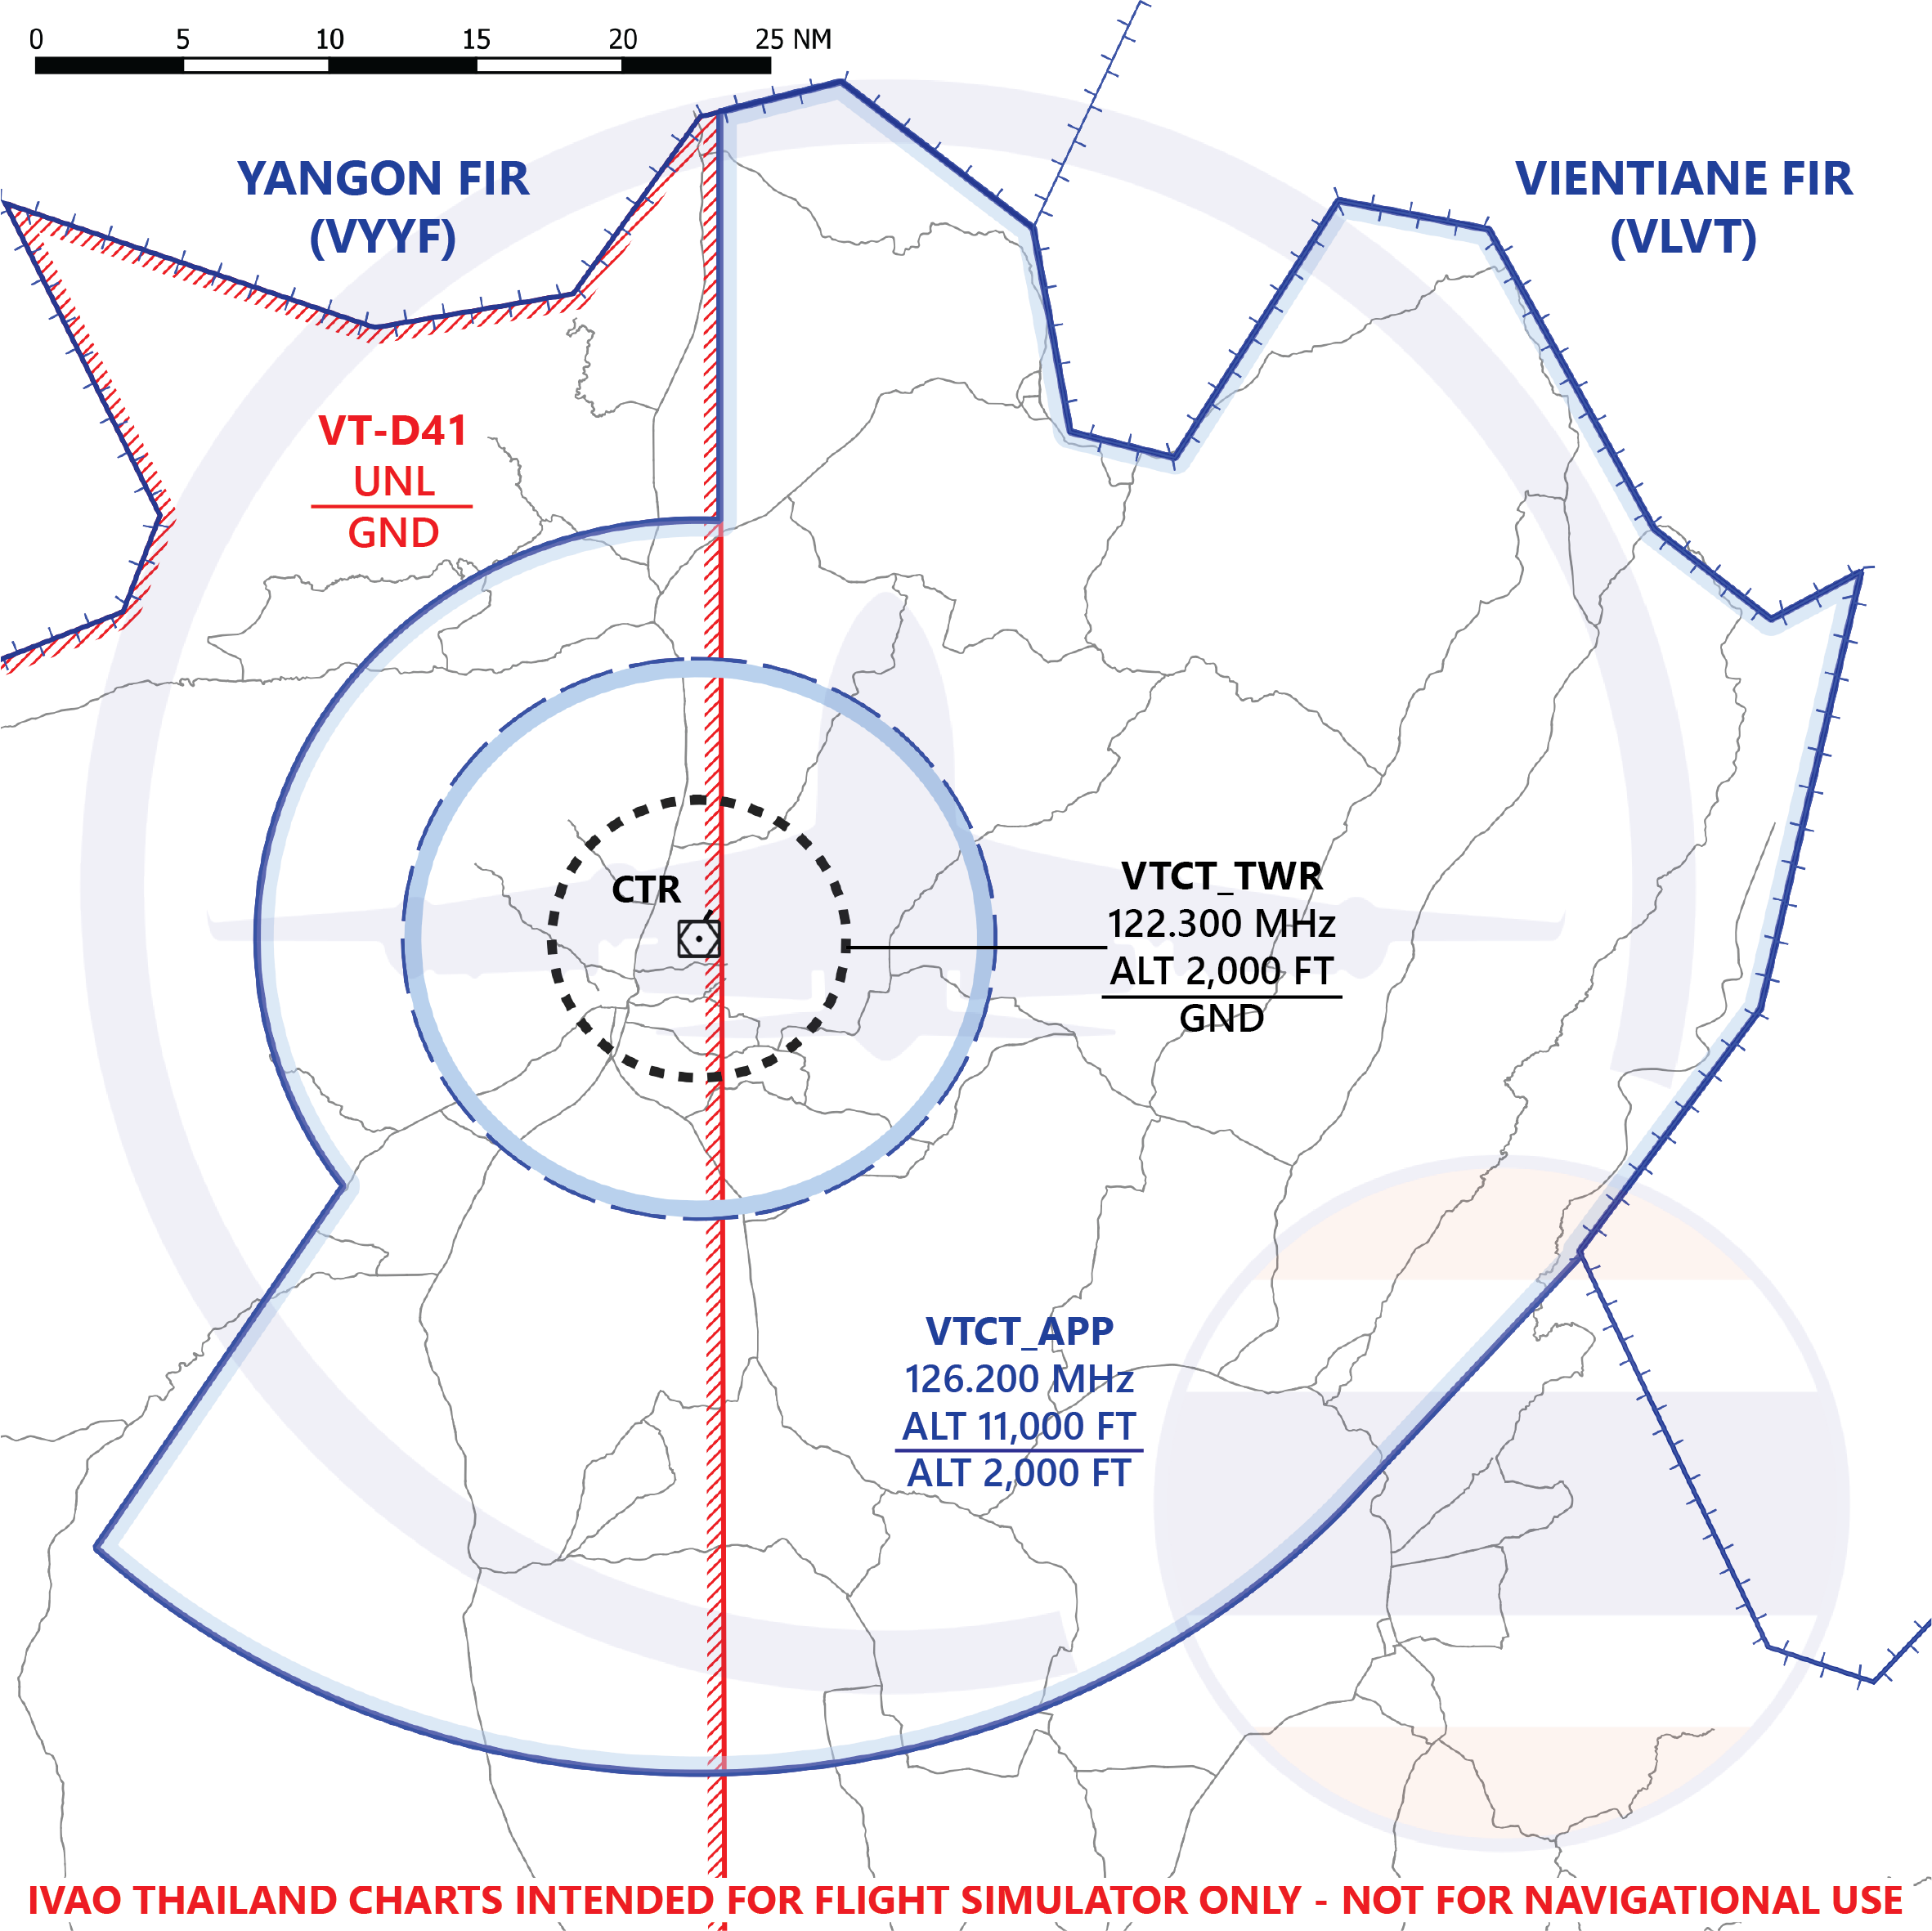 0 5 10 15 20 25 NM
YANGON FIR
(VYYF)
VIENTIANE FIR
(VLVT)
VT-D41
UNL
GND
CTR
VTCT_TWR
122.300 MHz
ALT 2,000 FT
GND
VTCT_APP
126.200 MHz
ALT 11,000 FT
ALT 2,000 FT
IVAO THAILAND CHARTS INTENDED FOR FLIGHT SIMULATOR ONLY - NOT FOR NAVIGATIONAL USE